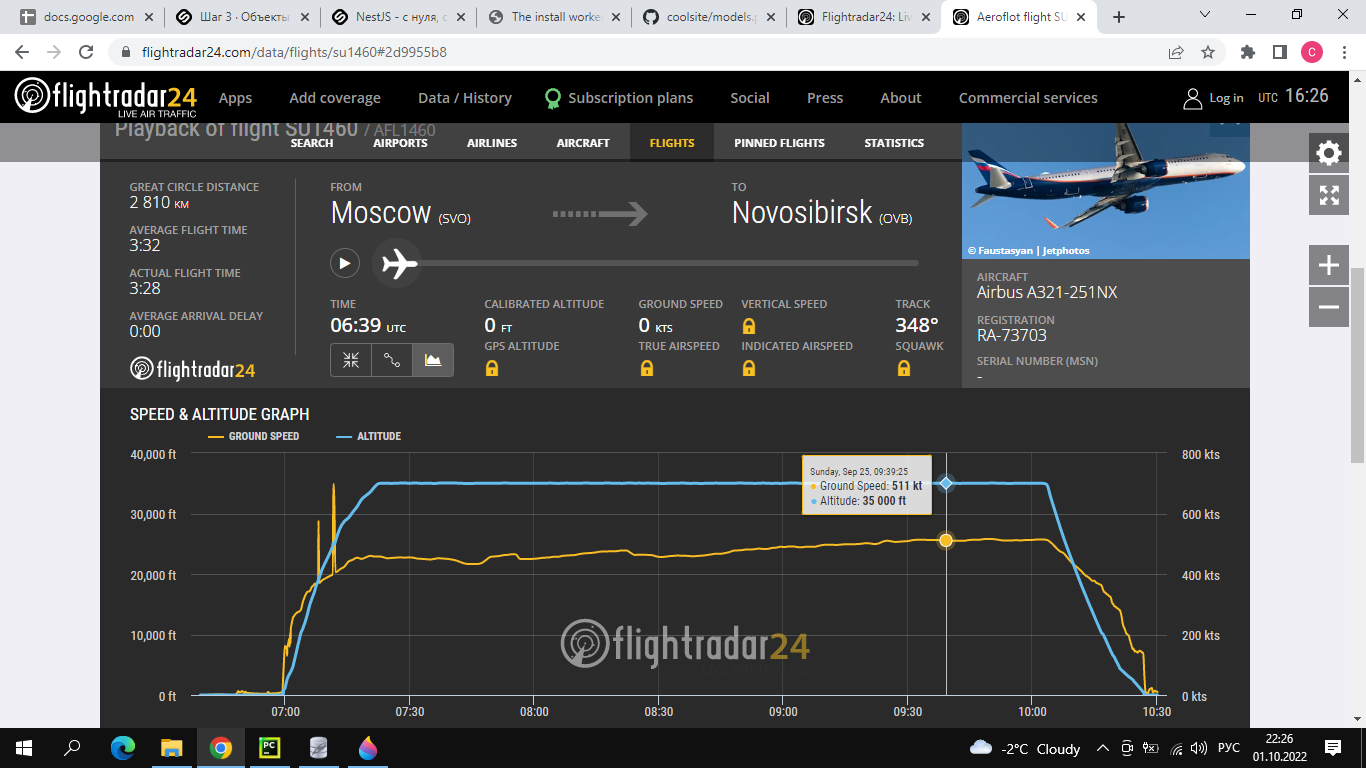 docs.google.com
Шаг 3 · Объекты
NestJS - с нуля, с
The install worke
coolsite/models.p
Flightradar24: Liv
Aeroflot flight SU
flightradar24.com/data/flights/su1460#2d9955b8
C
flightradar24
LIVE AIR TRAFFIC
Apps
Add coverage
Data / History
Subscription plans
Social
Press
About
Commercial services
Log in
UTC 16:26
Playback of flight SU1460 / AFL1460
SEARCH
AIRPORTS
AIRLINES
AIRCRAFT
FLIGHTS
PINNED FLIGHTS
STATISTICS
GREAT CIRCLE DISTANCE
2 810 KM
AVERAGE FLIGHT TIME
3:32
ACTUAL FLIGHT TIME
3:28
AVERAGE ARRIVAL DELAY
0:00
flightradar24
FROM
Moscow (SVO)
TO
Novosibirsk (OVB)
TIME
06:39 UTC
CALIBRATED ALTITUDE
0 FT
GPS ALTITUDE
GROUND SPEED
0 KTS
TRUE AIRSPEED
VERTICAL SPEED
INDICATED AIRSPEED
TRACK
348°
SQUAWK
© Faustasyan | Jetphotos
AIRCRAFT
Airbus A321-251NX
REGISTRATION
RA-73703
SERIAL NUMBER (MSN)
-
SPEED & ALTITUDE GRAPH
GROUND SPEED
ALTITUDE
40,000 ft
30,000 ft
20,000 ft
10,000 ft
0 ft
800 kts
600 kts
400 kts
200 kts
0 kts
Sunday, Sep 25, 09:39:25
Ground Speed: 511 kt
Altitude: 35 000 ft
flightradar24
07:00
07:30
08:00
08:30
09:00
09:30
10:00
10:30
PC
-2°C Cloudy
РУС
22:26
01.10.2022